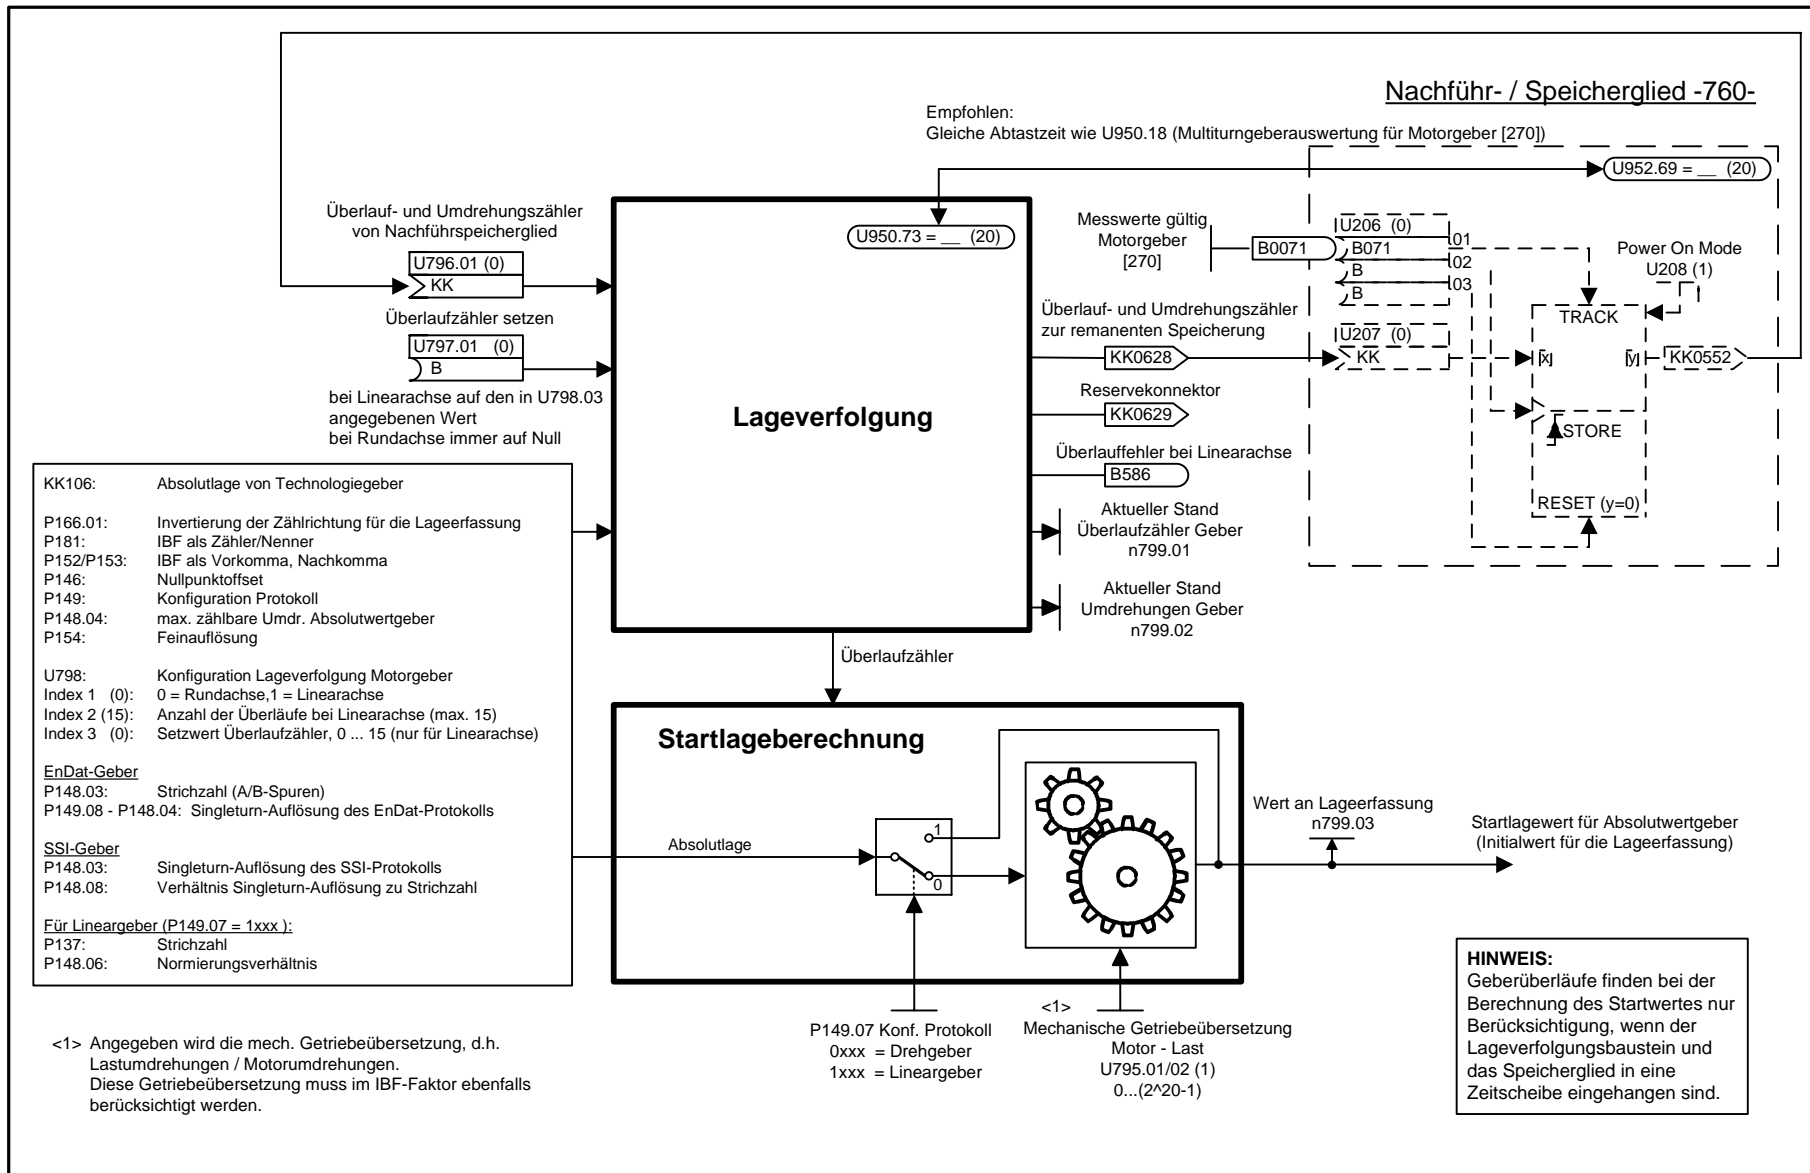 Nachführ- / Speicherglied -760-
Empfohlen:
Gleiche Abtastzeit wie U950.18 (Multiturngeberauswertung für Motorgeber [270])
U952.69 = __ (20)
U950.73 = __ (20)
Überlauf- und Umdrehungszähler
von Nachführspeicherglied
U796.01 (0)
KK
Überlaufzähler setzen
U797.01 (0)
B
bei Linearachse auf den in U798.03
angegebenen Wert
bei Rundachse immer auf Null
Lageverfolgung
Messwerte gültig
Motorgeber
[270]
B0071
U206 (0)
B071
B
B
.01
.02
.03
Power On Mode
U208 (1)
Überlauf- und Umdrehungszähler
zur remanenten Speicherung
KK0628
U207 (0)
KK
TRACK
[x]
[y]
STORE
RESET (y=0)
KK0552
Reservekonnektor
KK0629
Überlauffehler bei Linearachse
B586
Aktueller Stand
Überlaufzähler Geber
n799.01
Aktueller Stand
Umdrehungen Geber
n799.02
KK106: Absolutlage von Technologiegeber
P166.01: Invertierung der Zählrichtung für die Lageerfassung
P181: IBF als Zähler/Nenner
P152/P153: IBF als Vorkomma, Nachkomma
P146: Nullpunktoffset
P149: Konfiguration Protokoll
P148.04: max. zählbare Umdr. Absolutwertgeber
P154: Feinauflösung
U798: Konfiguration Lageverfolgung Motorgeber
Index 1 (0): 0 = Rundachse,1 = Linearachse
Index 2 (15): Anzahl der Überläufe bei Linearachse (max. 15)
Index 3 (0): Setzwert Überlaufzähler, 0 ... 15 (nur für Linearachse)
EnDat-Geber
P148.03: Strichzahl (A/B-Spuren)
P149.08 - P148.04: Singleturn-Auflösung des EnDat-Protokolls
SSI-Geber
P148.03: Singleturn-Auflösung des SSI-Protokolls
P148.08: Verhältnis Singleturn-Auflösung zu Strichzahl
Für Lineargeber (P149.07 = 1xxx ):
P137: Strichzahl
P148.06: Normierungsverhältnis
Überlaufzähler
Startlageberechnung
Absolutlage
1
0
Wert an Lageerfassung
n799.03
Startlagewert für Absolutwertgeber
(Initialwert für die Lageerfassung)
P149.07 Konf. Protokoll
0xxx = Drehgeber
1xxx = Lineargeber
<1>
Mechanische Getriebeübersetzung
Motor - Last
U795.01/02 (1)
0...(2^20-1)
HINWEIS:
Geberüberläufe finden bei der
Berechnung des Startwertes nur
Berücksichtigung, wenn der
Lageverfolgungsbaustein und
das Speicherglied in eine
Zeitscheibe eingehangen sind.
<1> Angegeben wird die mech. Getriebeübersetzung, d.h.
Lastumdrehungen / Motorumdrehungen.
Diese Getriebeübersetzung muss im IBF-Faktor ebenfalls
berücksichtigt werden.